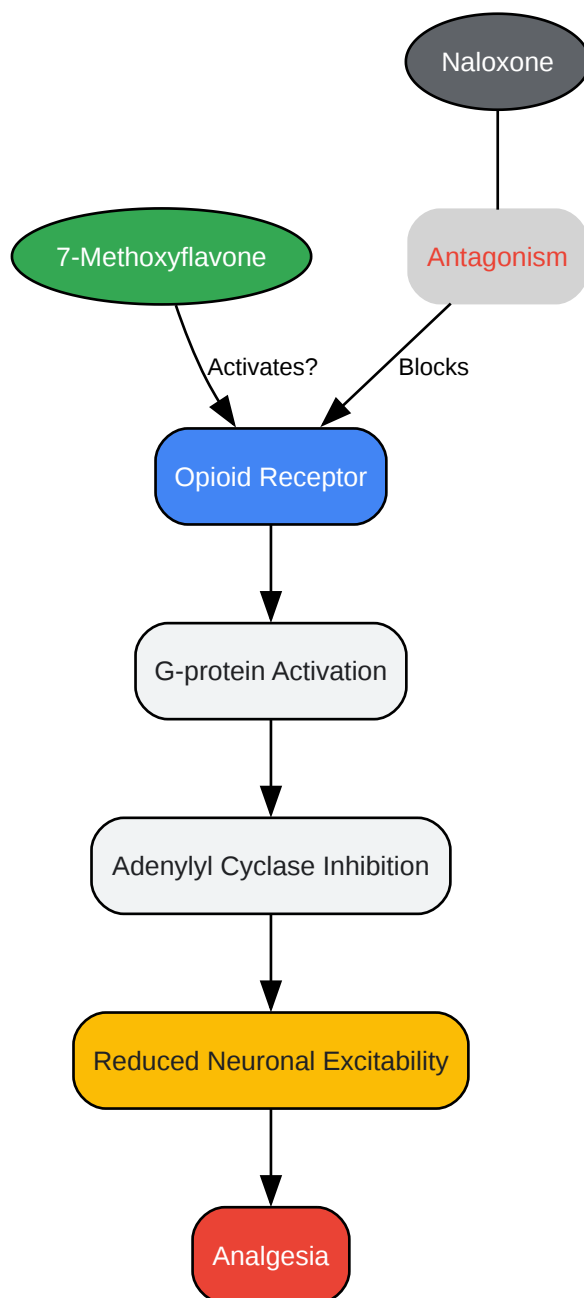 Naloxone
7-Methoxyflavone
Antagonism
Activates?
Blocks
Opioid Receptor
G-protein Activation
Adenylyl Cyclase Inhibition
Reduced Neuronal Excitability
Analgesia